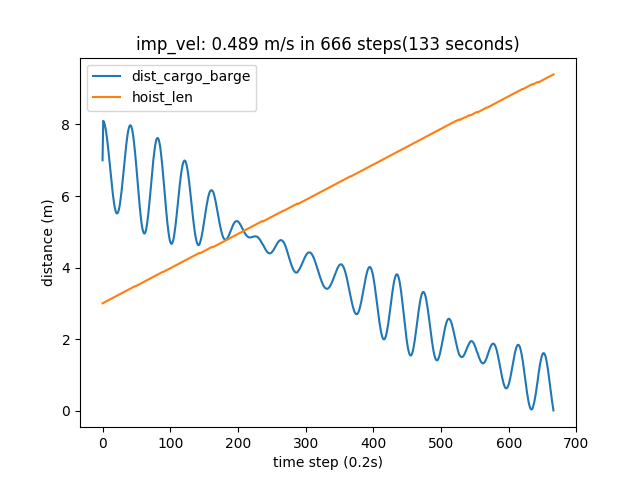 imp_vel: 0.489 m/s in 666 steps(133 seconds)
dist_cargo_barge
hoist_len
distance (m)
8
6
4
2
0
0 100 200 300 400 500 600 700
time step (0.2s)